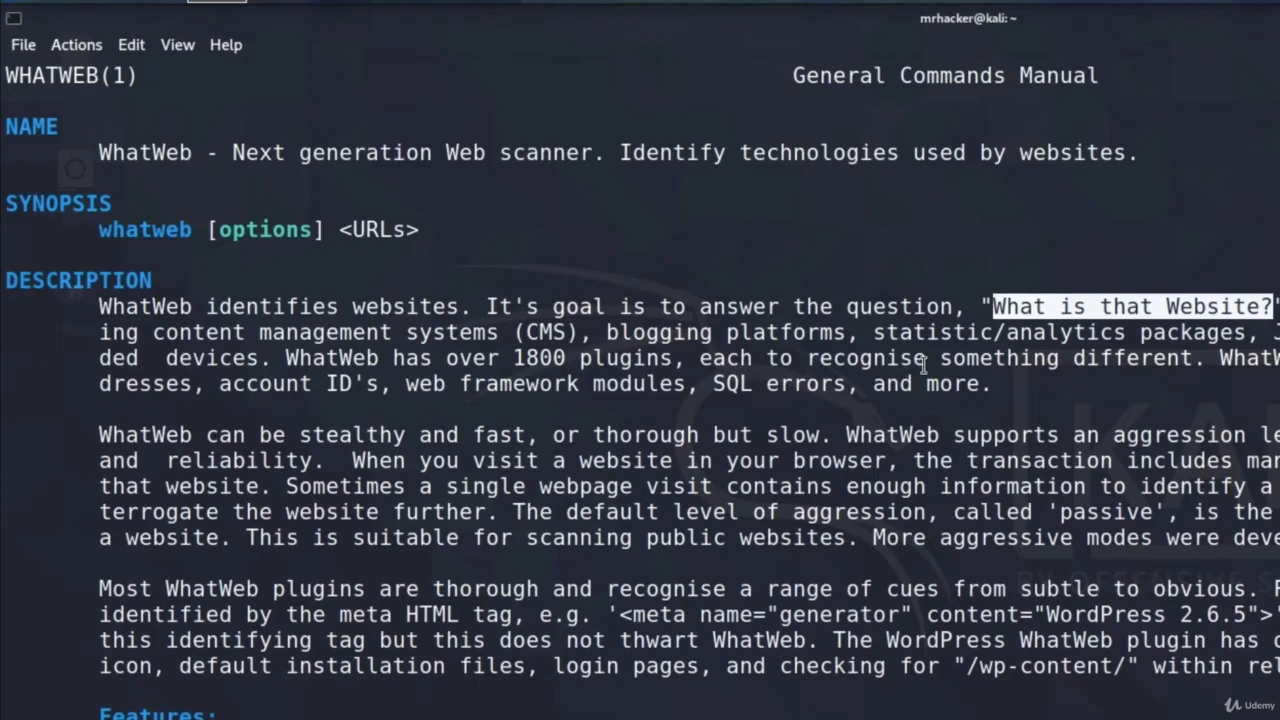 mrhacker@kali: ~
File Actions Edit View Help
WHATWEB(1) General Commands Manual
NAME
WhatWeb - Next generation Web scanner. Identify technologies used by websites.
SYNOPSIS
whatweb [options] <URLs>
DESCRIPTION
WhatWeb identifies websites. It's goal is to answer the question, "What is that Website?"
ing content management systems (CMS), blogging platforms, statistic/analytics packages,
ded devices. WhatWeb has over 1800 plugins, each to recognise something different. WhatW
dresses, account ID's, web framework modules, SQL errors, and more.
WhatWeb can be stealthy and fast, or thorough but slow. WhatWeb supports an aggression le
and reliability. When you visit a website in your browser, the transaction includes man
that website. Sometimes a single webpage visit contains enough information to identify a
terrogate the website further. The default level of aggression, called 'passive', is the
a website. This is suitable for scanning public websites. More aggressive modes were deve
Most WhatWeb plugins are thorough and recognise a range of cues from subtle to obvious. F
identified by the meta HTML tag, e.g. '<meta name="generator" content="WordPress 2.6.5">'
this identifying tag but this does not thwart WhatWeb. The WordPress WhatWeb plugin has o
icon, default installation files, login pages, and checking for "/wp-content/" within rel
Features:
Udemy